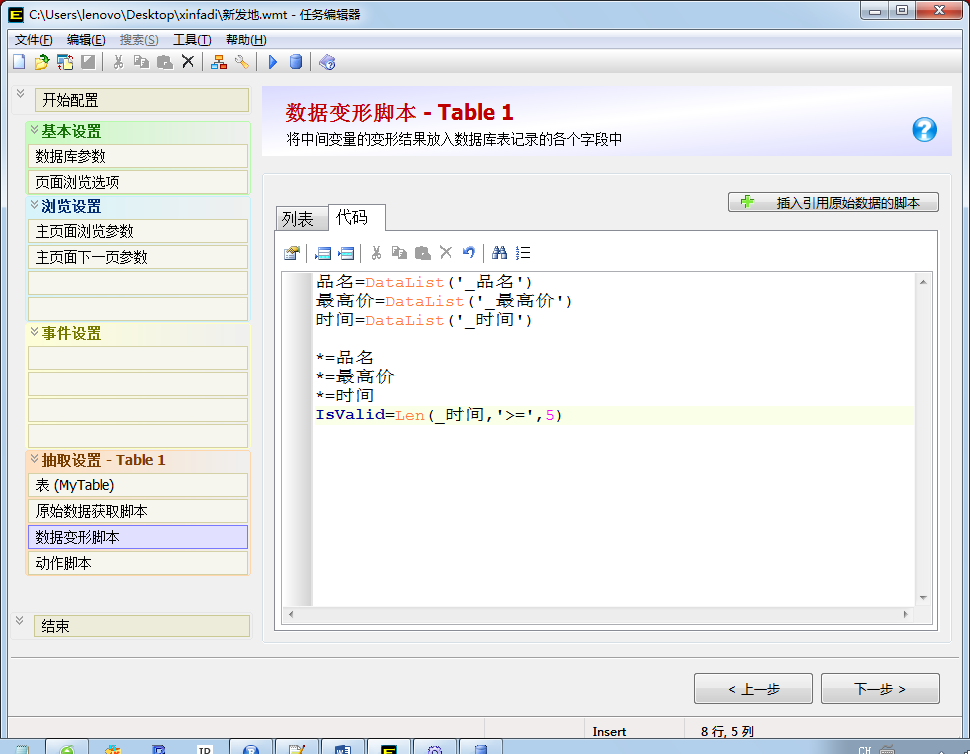 C:\Users\lenovo\Desktop\xinfadi\新发地.wmt - 任务编辑器
文件(F) 编辑(E) 搜索(S) 工具(T) 帮助(H)
开始配置
基本设置
数据库参数
页面浏览选项
浏览设置
主页面浏览参数
主页面下一页参数
事件设置
抽取设置 - Table 1
表 (MyTable)
原始数据获取脚本
数据变形脚本
动作脚本
结束
数据变形脚本 - Table 1
将中间变量的变形结果放入数据库表记录的各个字段中
插入引用原始数据的脚本
列表 代码
品名=DataList('_品名')
最高价=DataList('_最高价')
时间=DataList('_时间')
*=品名
*=最高价
*=时间
IsValid=Len(_时间,'>=',5)
< 上一步 下一步 >
Insert 8 行, 5 列
CH